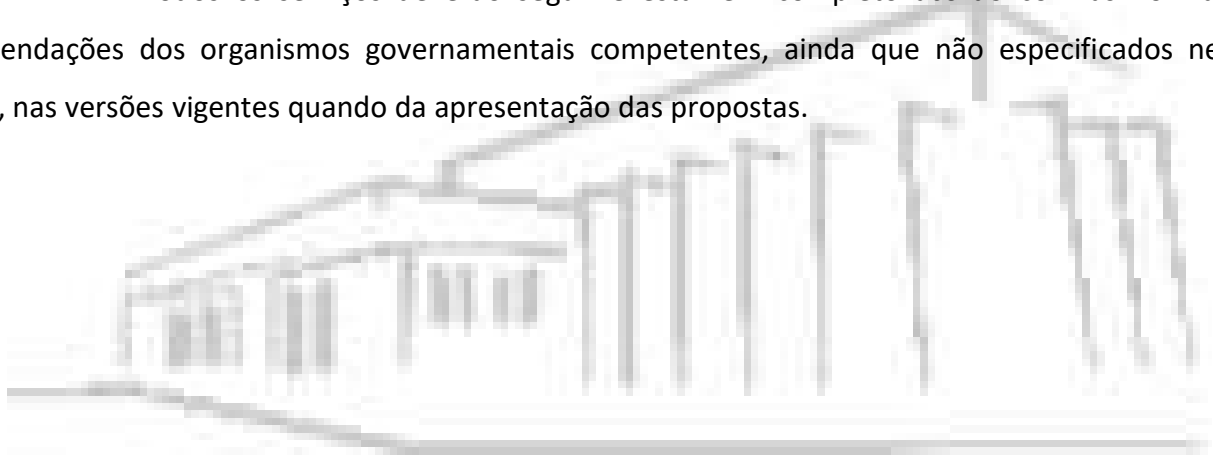 endações dos organismos governamentais competentes, ainda que não especificados ne
, nas versões vigentes quando da apresentação das propostas.